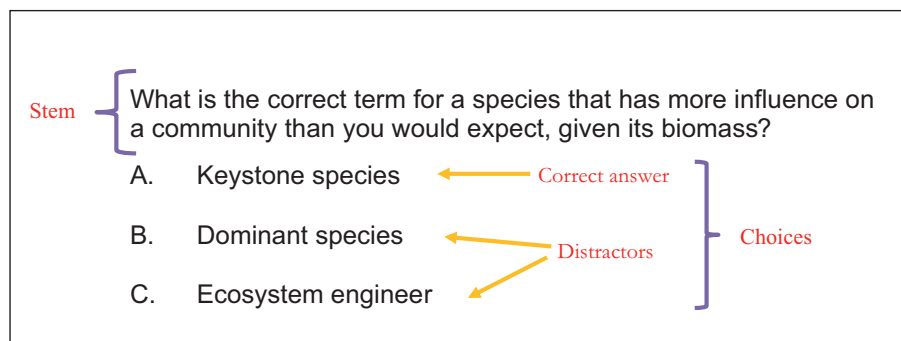 What is the correct term for a species that has more influence on
Stem
a community than you would expect, given its biomass?
A. Keystone species Correct answer
B. Dominant species
Choices
Distractors
C. Ecosystem engineer